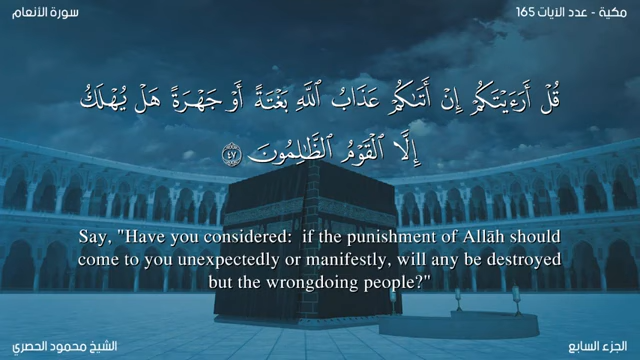 سورة الأنعام
مكية - عدد الآيات 165
قُلْ أَرَءَيْتَكُمْ إِنْ أَتَىٰكُمْ عَذَابُ ٱللَّهِ بَغْتَةً أَوْ جَهْرَةً هَلْ يُهْلَكُ
إِلَّا ٱلْقَوْمُ ٱلظَّـٰلِمُونَ ٤٧
Say, "Have you considered: if the punishment of Allāh should
come to you unexpectedly or manifestly, will any be destroyed
but the wrongdoing people?"
الشيخ محمود الحصري
الجزء السابع